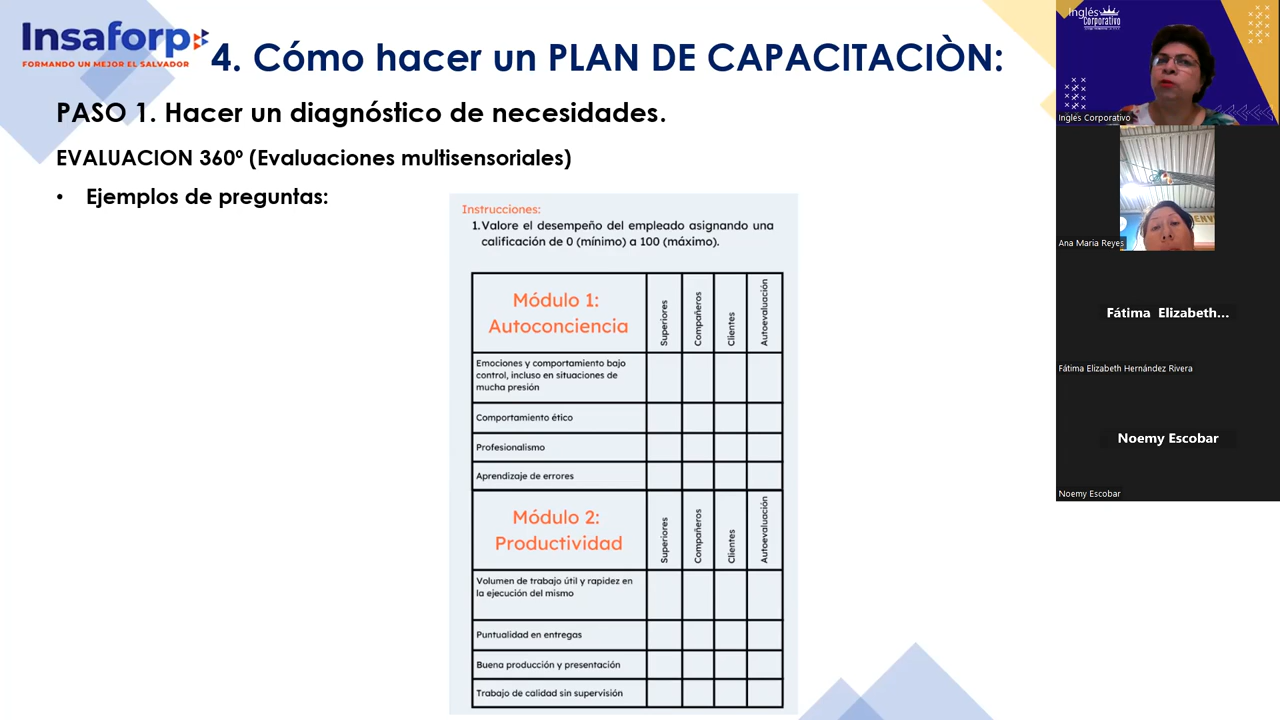 Insaforp
FORMANDO UN MEJOR EL SALVADOR
4. Cómo hacer un PLAN DE CAPACITACIÒN:
PASO 1. Hacer un diagnóstico de necesidades.
EVALUACION 360º (Evaluaciones multisensoriales)
• Ejemplos de preguntas:
Instrucciones:
1. Valore el desempeño del empleado asignando una
calificación de 0 (mínimo) a 100 (máximo).
Módulo 1:
Autoconciencia
Superiores
Compañeros
Clientes
Autoevaluación
Emociones y comportamiento bajo
control, incluso en situaciones de
mucha presión
Comportamiento ético
Profesionalismo
Aprendizaje de errores
Módulo 2:
Productividad
Superiores
Compañeros
Clientes
Autoevaluación
Volumen de trabajo útil y rapidez en
la ejecución del mismo
Puntualidad en entregas
Buena producción y presentación
Trabajo de calidad sin supervisión
Inglés
Corporativo
Inglés Corporativo
Ana Maria Reyes
Fátima Elizabeth...
Fátima Elizabeth Hernández Rivera
Noemy Escobar
Noemy Escobar